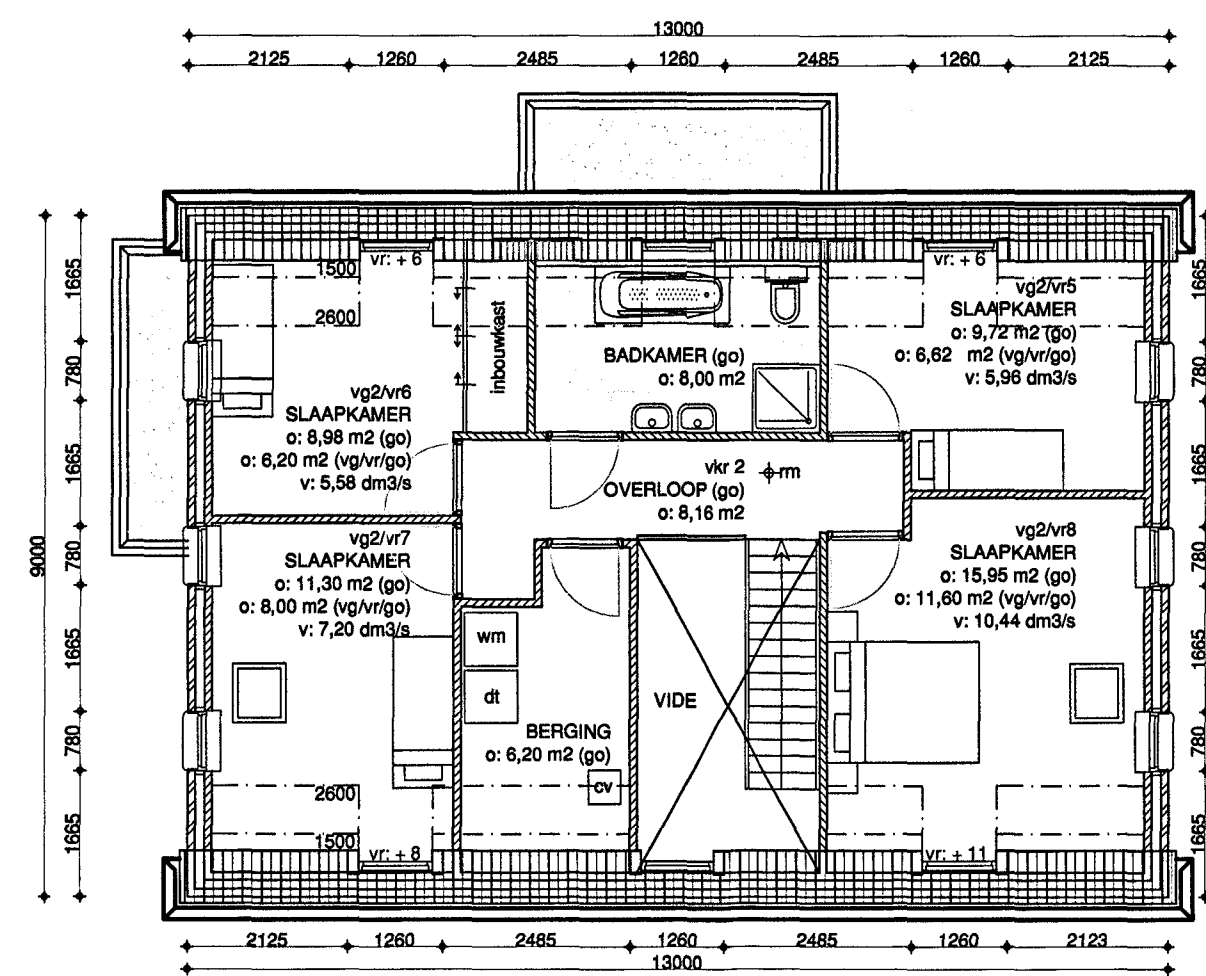 13000
2125 1260 2485 1260 2485 1260 2125
vr: + 6
vr: + 6
1500
2600
inbouwkast
BADKAMER (go)
o: 8,00 m2
vg2/vr5
SLAAPKAMER
o: 9,72 m2 (go)
o: 6,62 m2 (vg/vr/go)
v: 5,96 dm3/s
vg2/vr6
SLAAPKAMER
o: 8,98 m2 (go)
o: 6,20 m2 (vg/vr/go)
v: 5,58 dm3/s
vkr 2
rm
OVERLOOP (go)
o: 8,16 m2
vg2/vr7
SLAAPKAMER
o: 11,30 m2 (go)
o: 8,00 m2 (vg/vr/go)
v: 7,20 dm3/s
vg2/vr8
SLAAPKAMER
o: 15,95 m2 (go)
o: 11,60 m2 (vg/vr/go)
v: 10,44 dm3/s
wm
dt
VIDE
BERGING
o: 6,20 m2 (go)
cv
2600
1500
vr: + 8
vr: + 11
9000
1665
780
1665
780
1665
780
1665
1665
780
1665
780
1665
780
1665
2125 1260 2485 1260 2485 1260 2123
13000